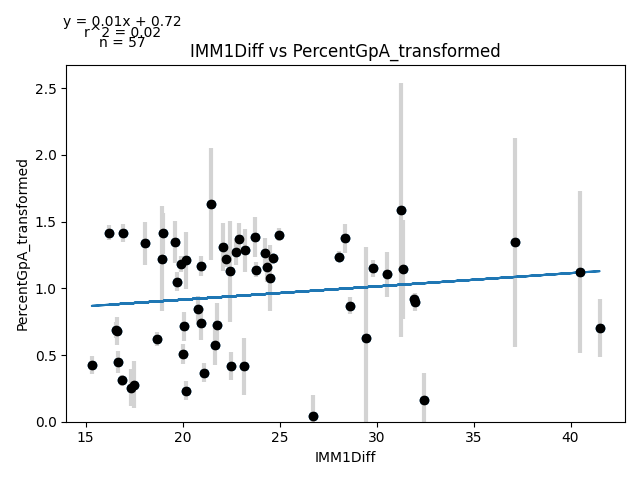 y = 0.01x + 0.72
r^2 = 0.02
n = 57
IMM1Diff vs PercentGpA_transformed
PercentGpA_transformed
2.5
2.0
1.5
1.0
0.5
0.0
15 20 25 30 35 40
IMM1Diff